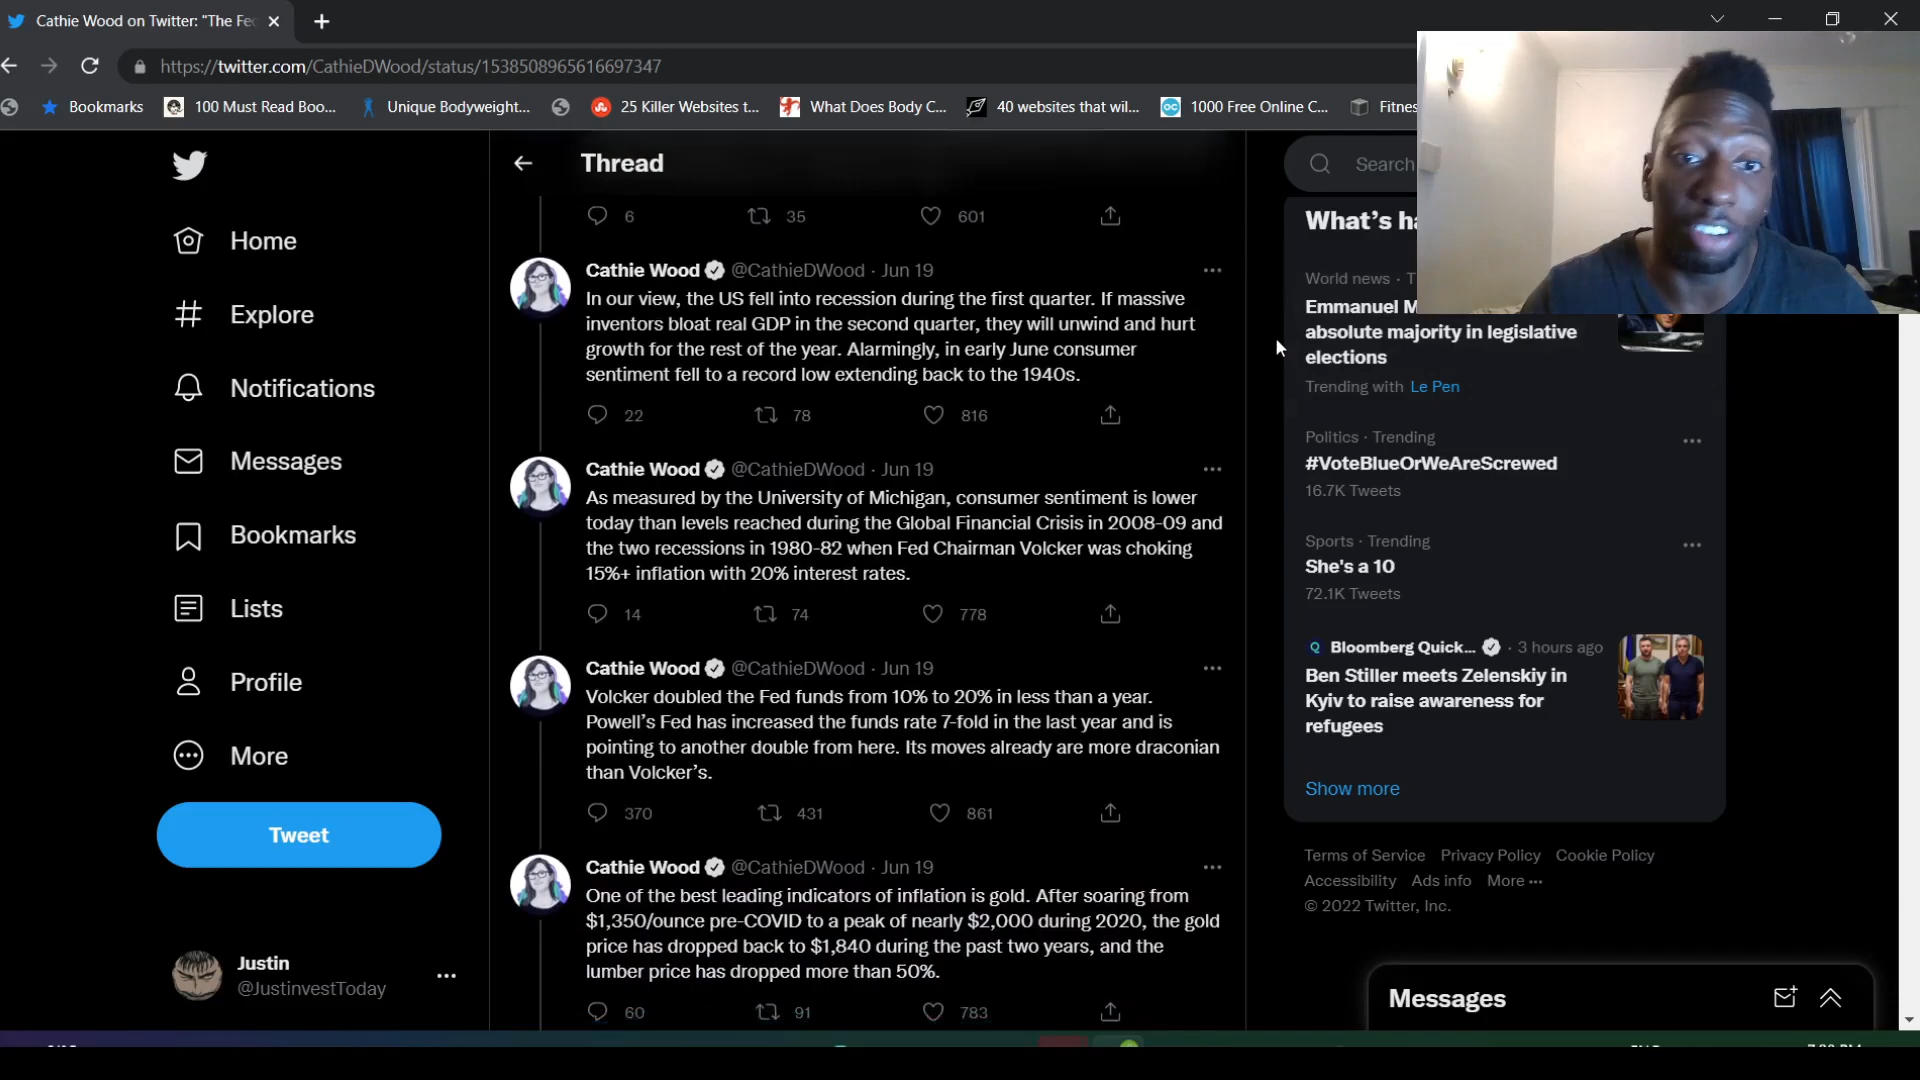 Cathie Wood on Twitter: "The Fe
https://twitter.com/CathieDWood/status/1538508965616697347
Bookmarks
100 Must Read Boo...
Unique Bodyweight...
25 Killer Websites t...
What Does Body C...
40 websites that wil...
1000 Free Online C...
Fitnes
Home
Explore
Notifications
Messages
Bookmarks
Lists
Profile
More
Tweet
Justin
@JustinvestToday
Thread
6 35 601
Cathie Wood @CathieDWood · Jun 19
In our view, the US fell into recession during the first quarter. If massive
inventors bloat real GDP in the second quarter, they will unwind and hurt
growth for the rest of the year. Alarmingly, in early June consumer
sentiment fell to a record low extending back to the 1940s.
22 78 816
Cathie Wood @CathieDWood · Jun 19
As measured by the University of Michigan, consumer sentiment is lower
today than levels reached during the Global Financial Crisis in 2008-09 and
the two recessions in 1980-82 when Fed Chairman Volcker was choking
15%+ inflation with 20% interest rates.
14 74 778
Cathie Wood @CathieDWood · Jun 19
Volcker doubled the Fed funds from 10% to 20% in less than a year.
Powell's Fed has increased the funds rate 7-fold in the last year and is
pointing to another double from here. Its moves already are more draconian
than Volcker's.
370 431 861
Cathie Wood @CathieDWood · Jun 19
One of the best leading indicators of inflation is gold. After soaring from
$1,350/ounce pre-COVID to a peak of nearly $2,000 during 2020, the gold
price has dropped back to $1,840 during the past two years, and the
lumber price has dropped more than 50%.
60 91 783
Search
What's ha
World news · T
Emmanuel M
absolute majority in legislative
elections
Trending with Le Pen
Politics · Trending
#VoteBlueOrWeAreScrewed
16.7K Tweets
Sports · Trending
She's a 10
72.1K Tweets
Bloomberg Quick... · 3 hours ago
Ben Stiller meets Zelenskiy in
Kyiv to raise awareness for
refugees
Show more
Terms of Service Privacy Policy Cookie Policy
Accessibility Ads info More ···
© 2022 Twitter, Inc.
Messages